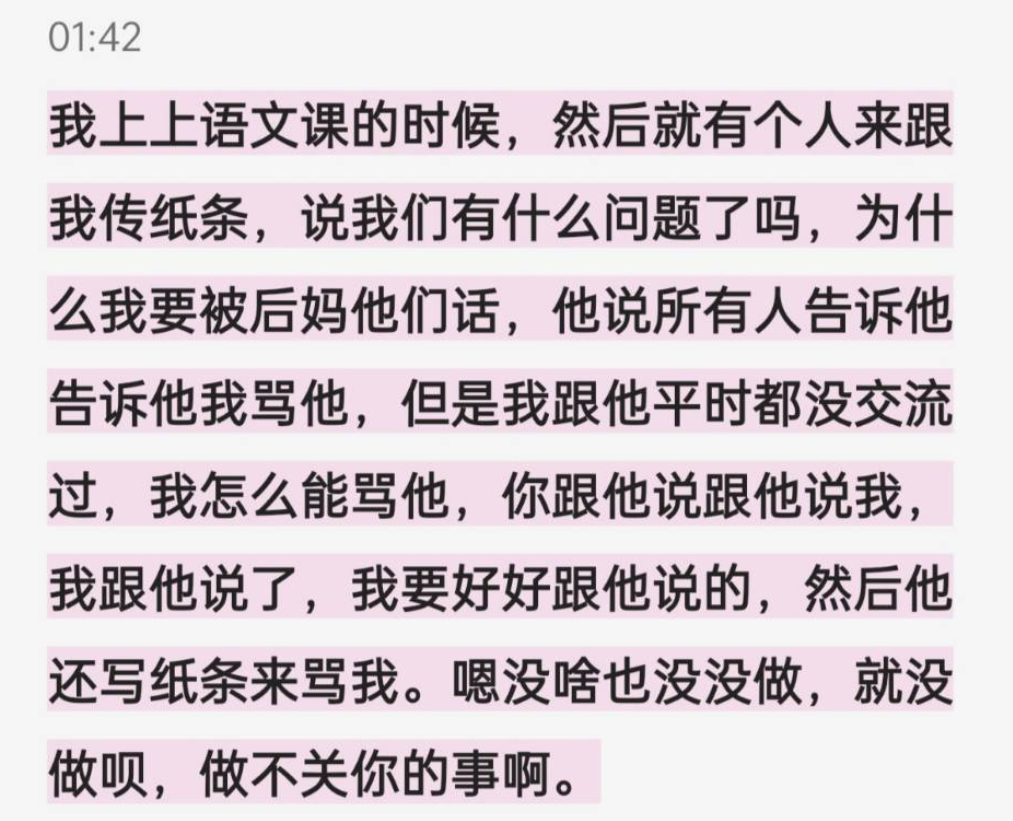 01:42
我上上语文课的时候，然后就有个人来跟
我传纸条，说我们有什么问题了吗，为什
么我要被后妈他们话，他说所有人告诉他
告诉他我骂他，但是我跟他平时都没交流
过，我怎么能骂他，你跟他说跟他说我，
我跟他说了，我要好好跟他说的，然后他
还写纸条来骂我。嗯没啥也没没做，就没
做呗，做不关你的事啊。